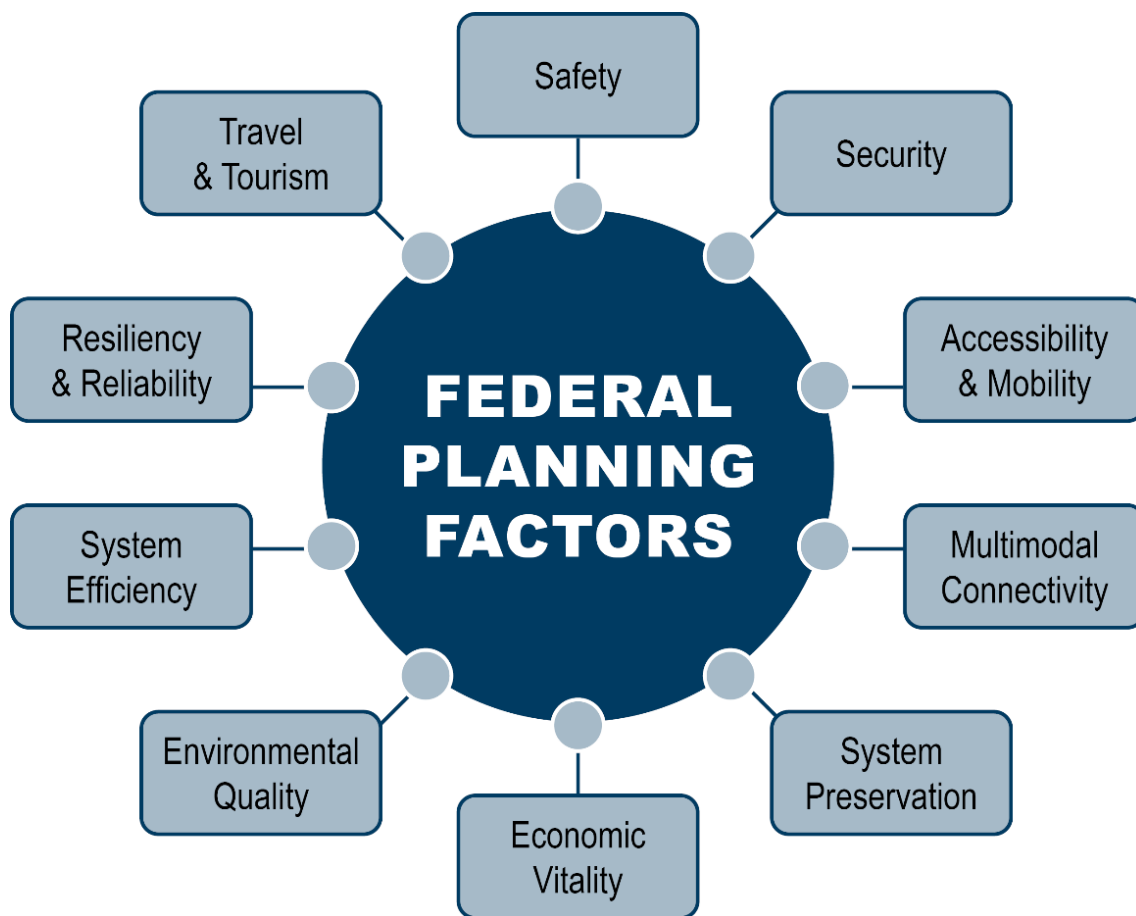 Safety
Security
Accessibility
& Mobility
Multimodal
Connectivity
System
Preservation
Economic
Vitality
Environmental
Quality
System
Efficiency
Resiliency
& Reliability
Travel
& Tourism
FEDERAL
PLANNING
FACTORS